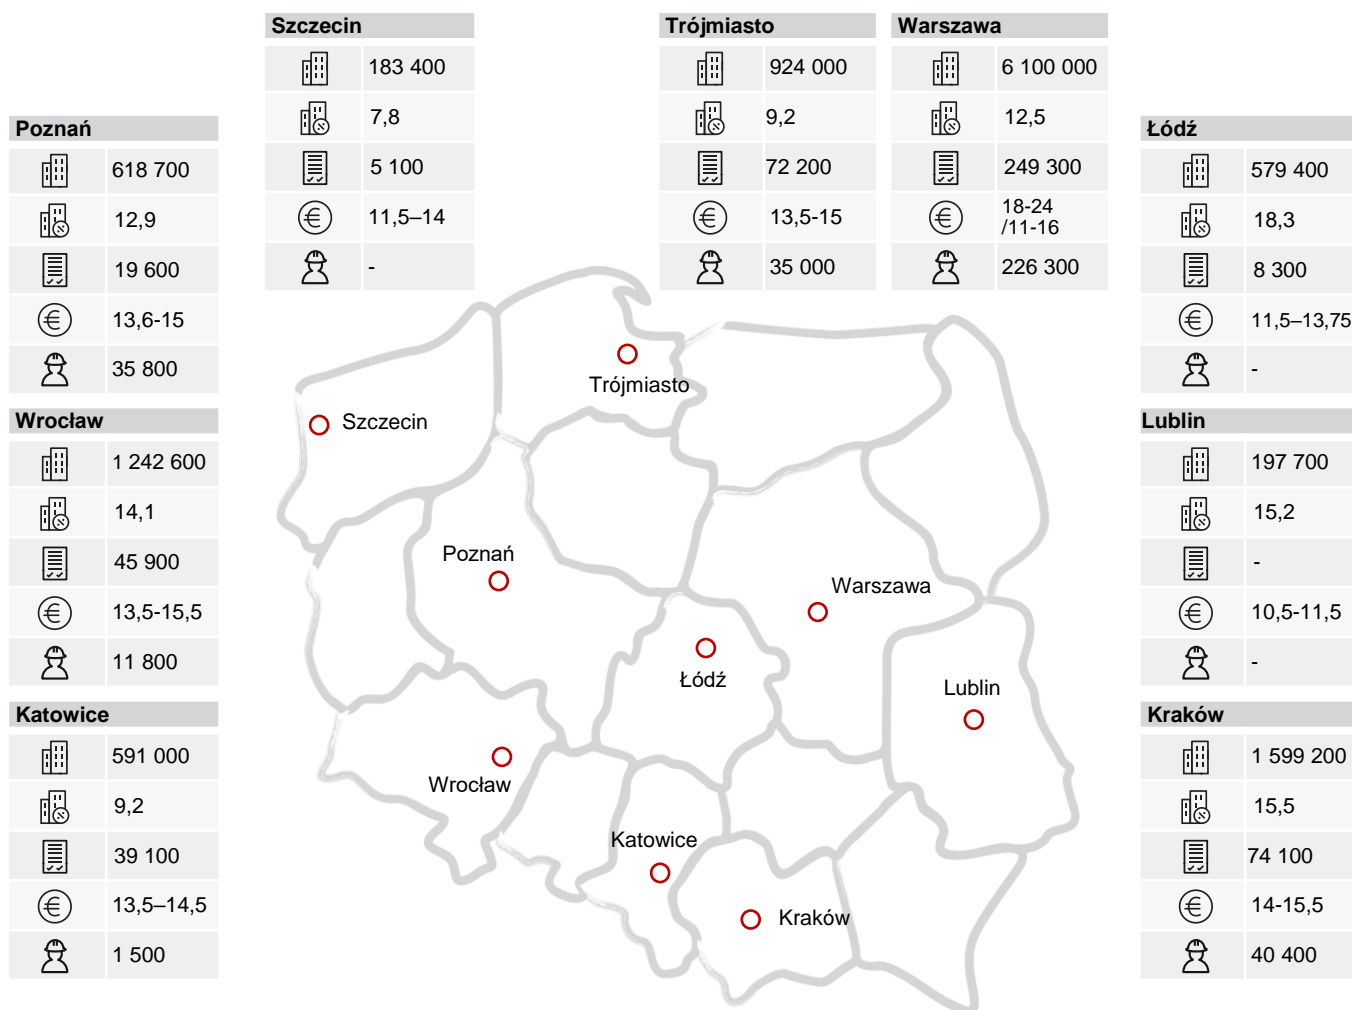 Szczecin
183 400
7,8
5 100
11,5–14
-
Trójmiasto
924 000
9,2
72 200
13,5-15
35 000
Warszawa
6 100 000
12,5
249 300
18-24
/11-16
226 300
Poznań
618 700
12,9
19 600
13,6-15
35 800
Wrocław
1 242 600
14,1
45 900
13,5-15,5
11 800
Katowice
591 000
9,2
39 100
13,5–14,5
1 500
Trójmiasto
Szczecin
Poznań
Warszawa
Łódź
Lublin
Wrocław
Katowice
Kraków
Łódź
579 400
18,3
8 300
11,5–13,75
-
Lublin
197 700
15,2
-
10,5-11,5
-
Kraków
1 599 200
15,5
74 100
14-15,5
40 400